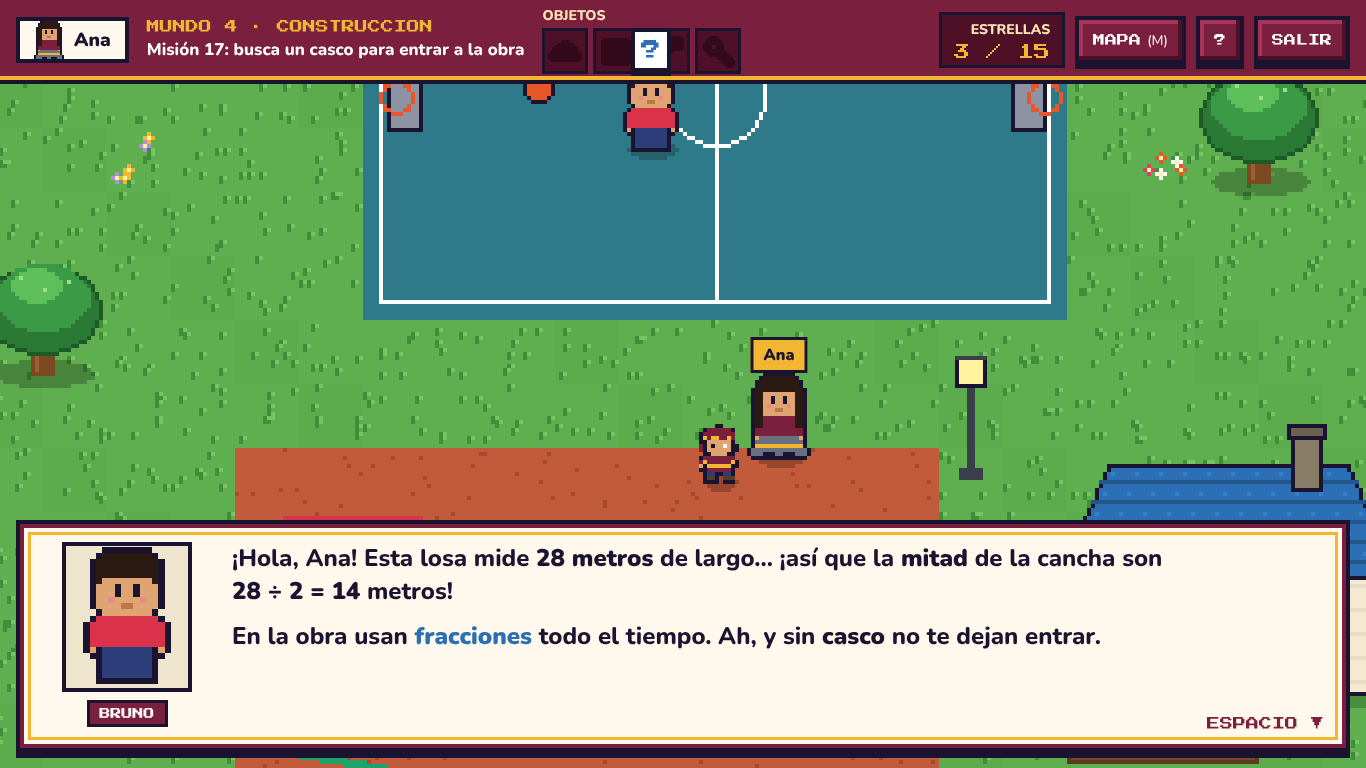 Ana
MUNDO 4 · CONSTRUCCION
Misión 17: busca un casco para entrar a la obra
OBJETOS
?
ESTRELLAS
3 / 15
MAPA (M)
?
SALIR
Ana
¡Hola, Ana! Esta losa mide 28 metros de largo... ¡así que la mitad de la cancha son
28 ÷ 2 = 14 metros!
En la obra usan fracciones todo el tiempo. Ah, y sin casco no te dejan entrar.
BRUNO
ESPACIO ▼